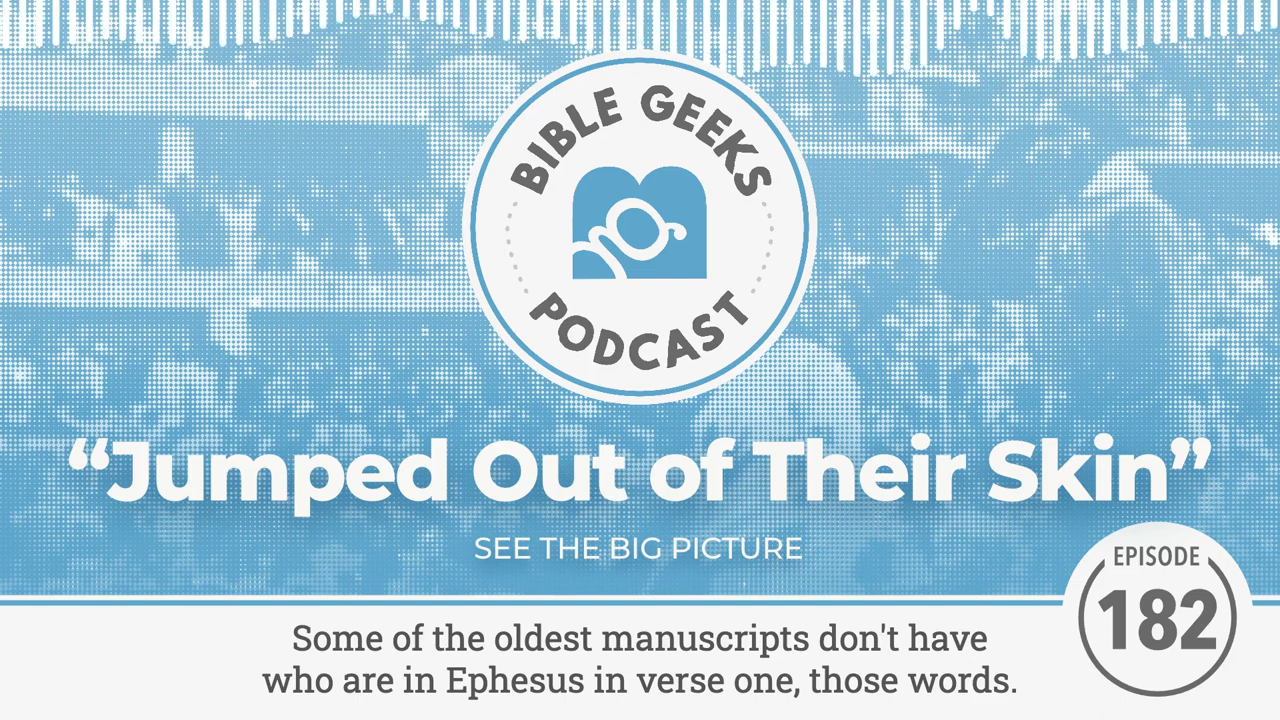 BIBLE GEEKS
PODCAST
“Jumped Out of Their Skin”
SEE THE BIG PICTURE
EPISODE
182
Some of the oldest manuscripts don't have
who are in Ephesus in verse one, those words.